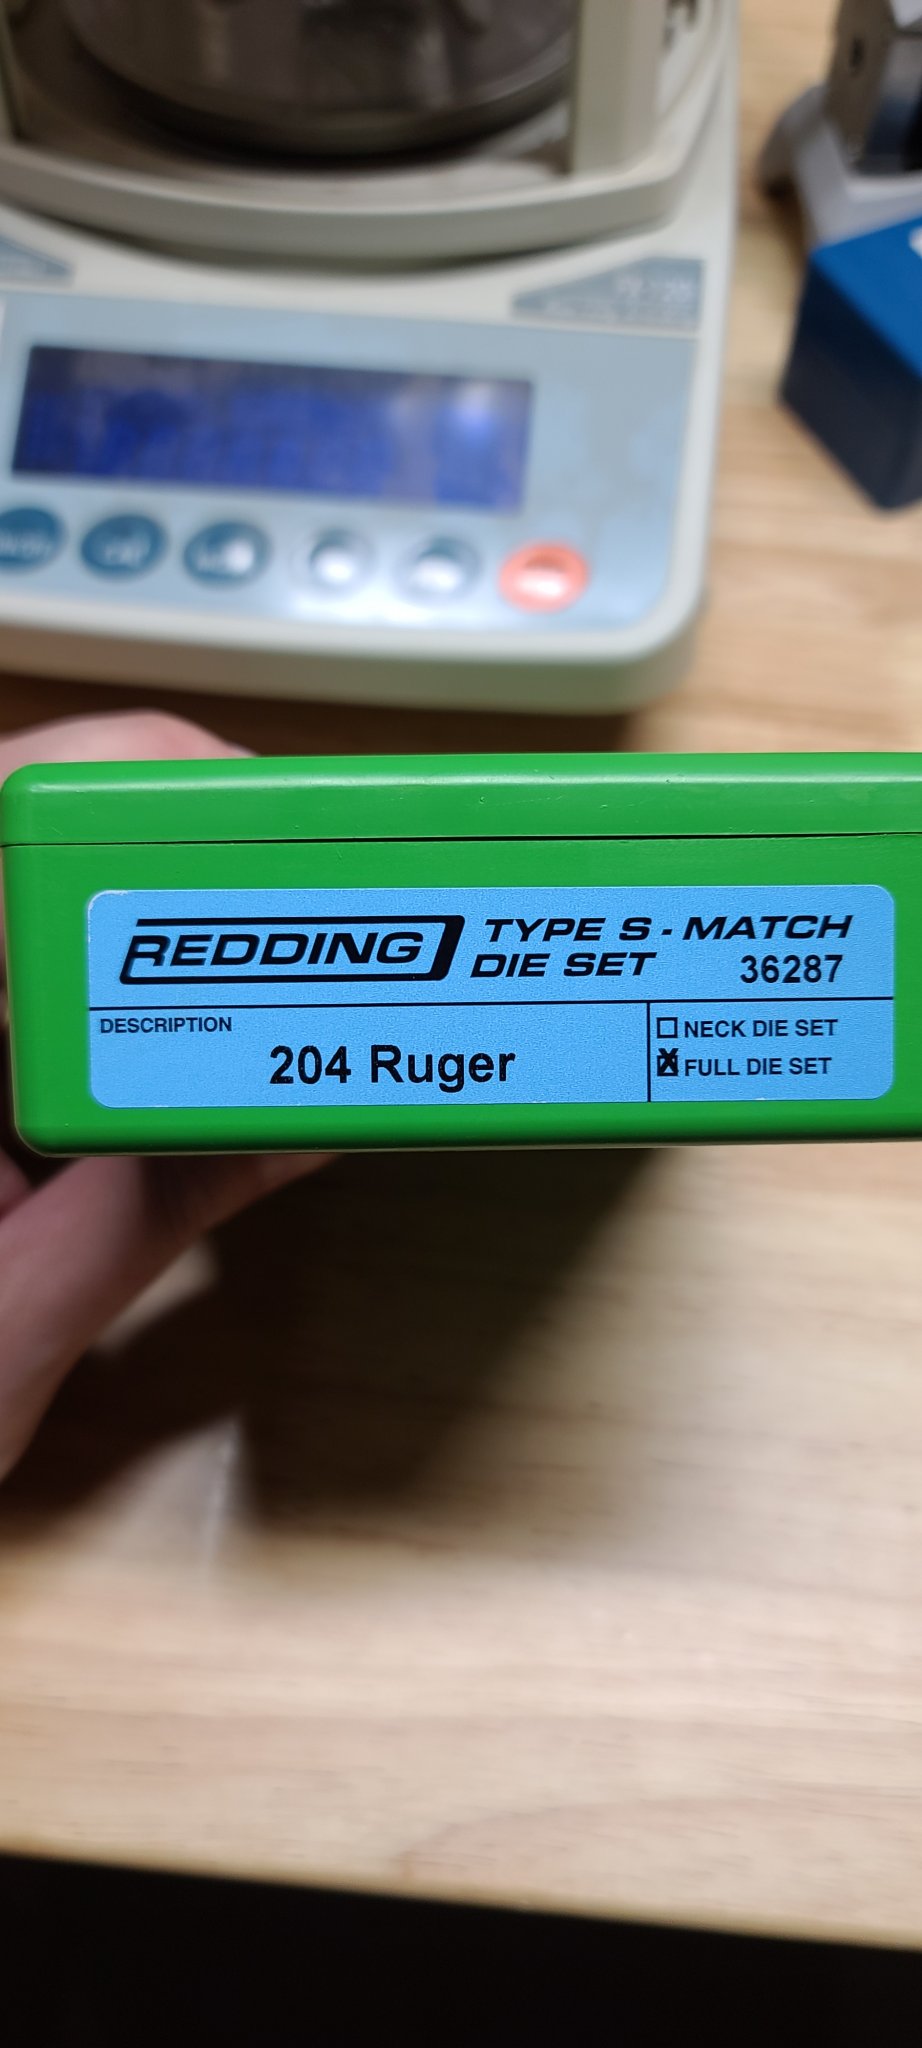 REDDING
TYPE S - MATCH
DIE SET 36287
DESCRIPTION
204 Ruger
NECK DIE SET
X FULL DIE SET